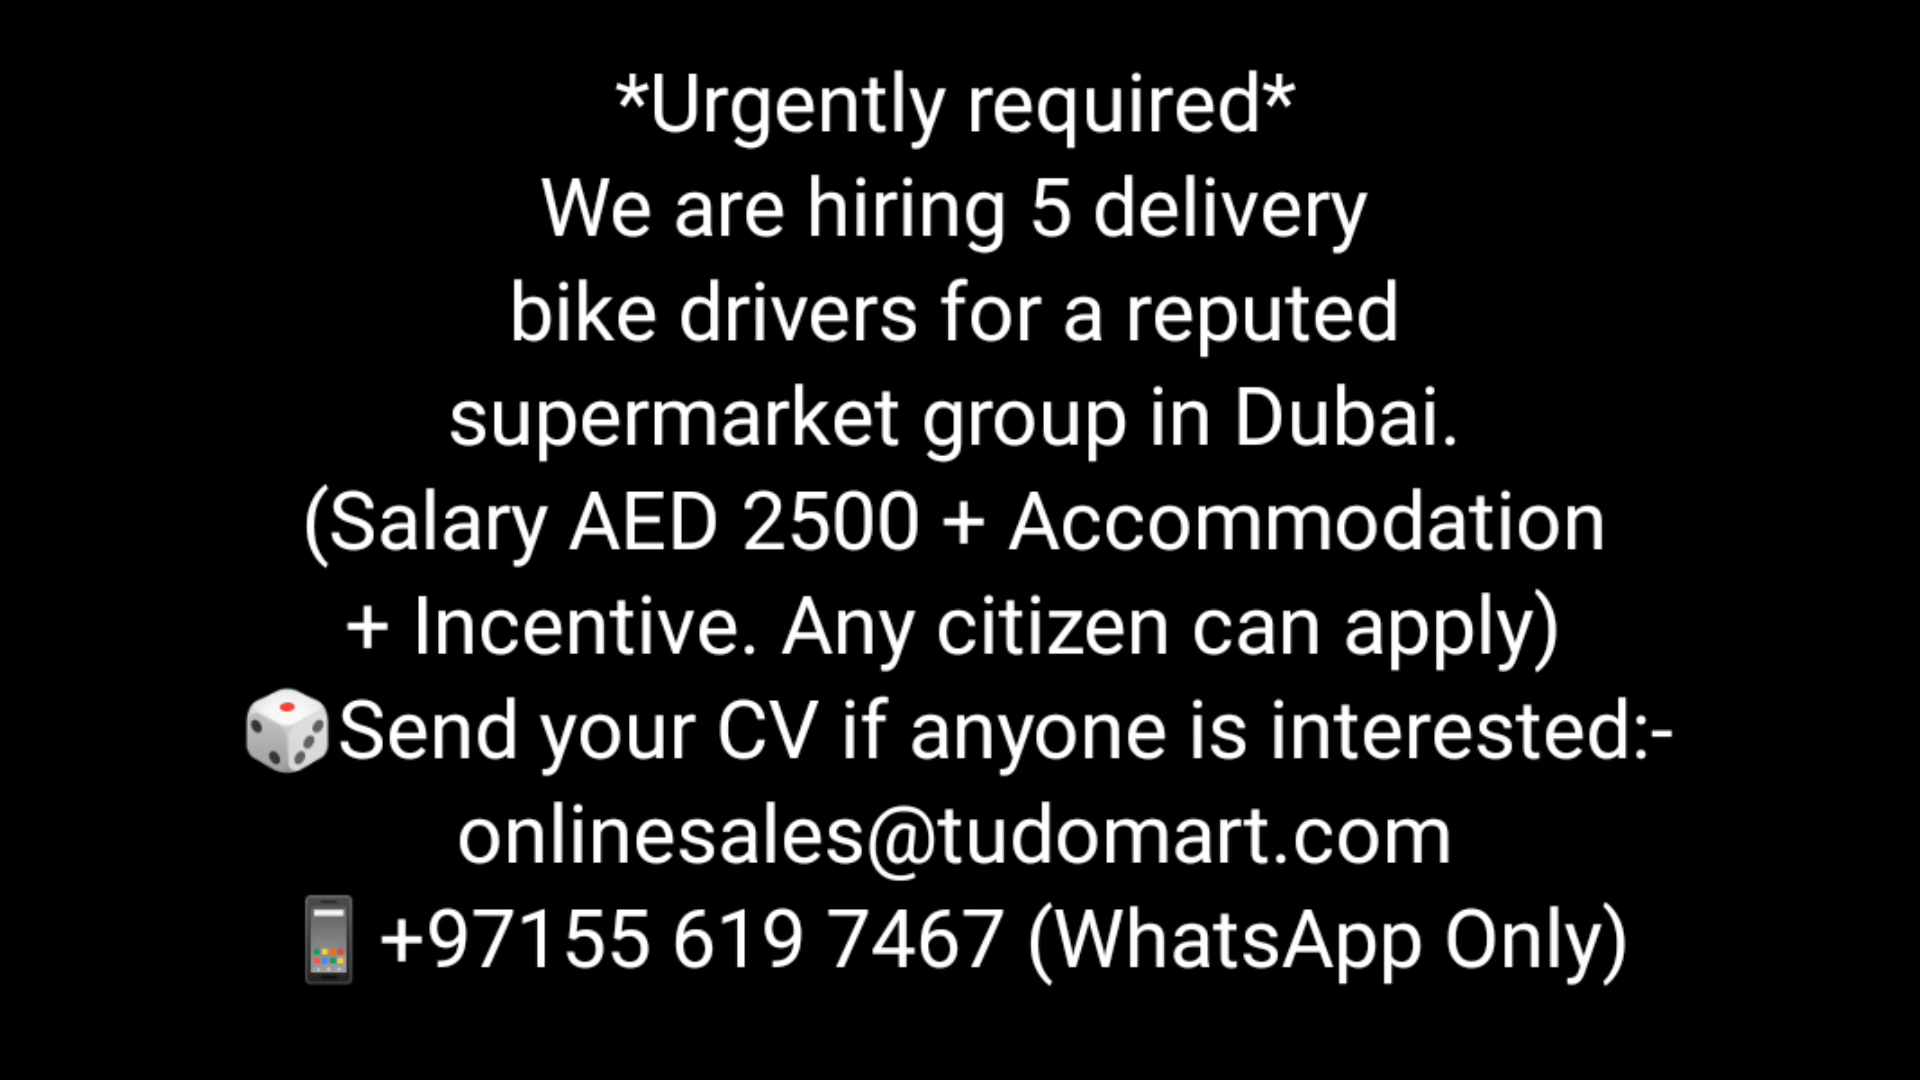 *Urgently required*
We are hiring 5 delivery
bike drivers for a reputed
supermarket group in Dubai.
(Salary AED 2500 + Accommodation
+ Incentive. Any citizen can apply)
🎲Send your CV if anyone is interested:-
onlinesales@tudomart.com
📱+97155 619 7467 (WhatsApp Only)